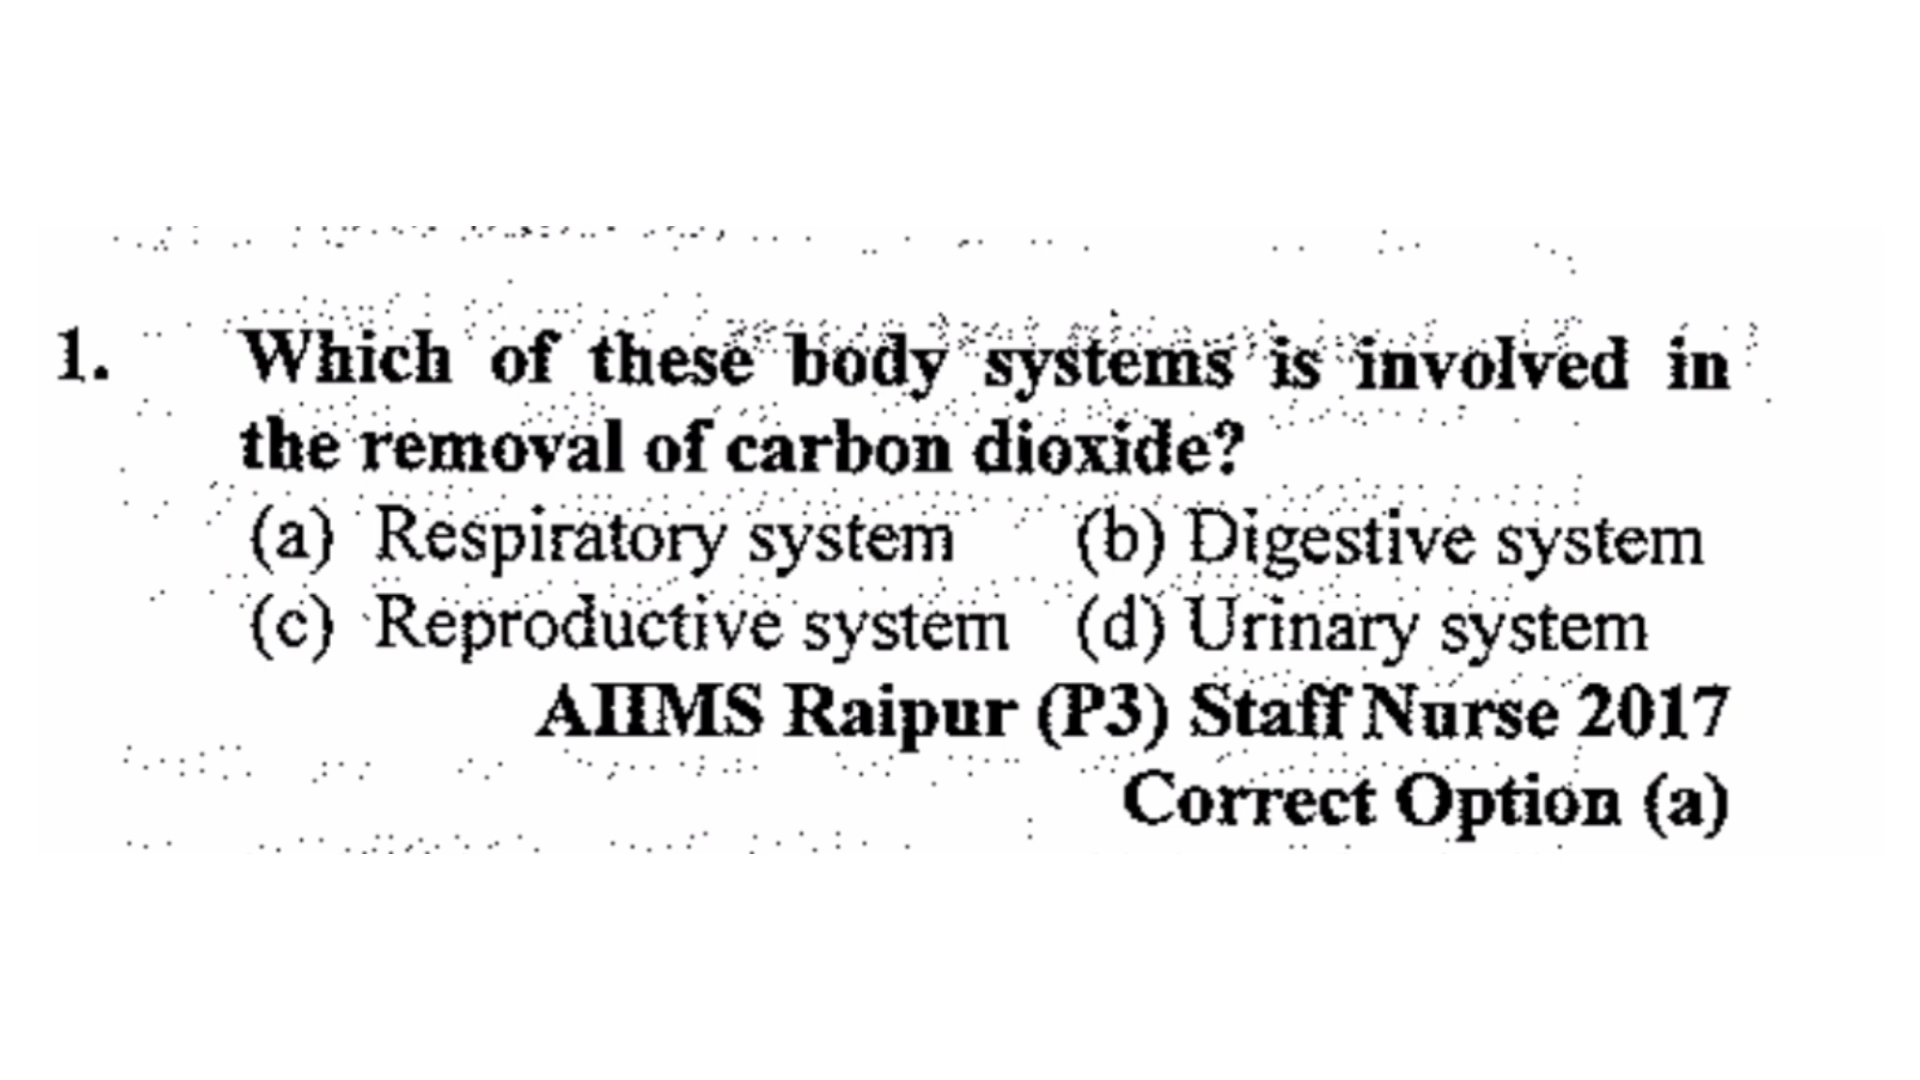 1. Which of these body systems is involved in
the removal of carbon dioxide?
(a) Respiratory system (b) Digestive system
(c) Reproductive system (d) Urinary system
AIIMS Raipur (P3) Staff Nurse 2017
Correct Option (a)